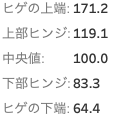 ヒゲの上端: 171.2
上部ヒンジ: 119.1
中央値: 100.0
下部ヒンジ: 83.3
ヒゲの下端: 64.4